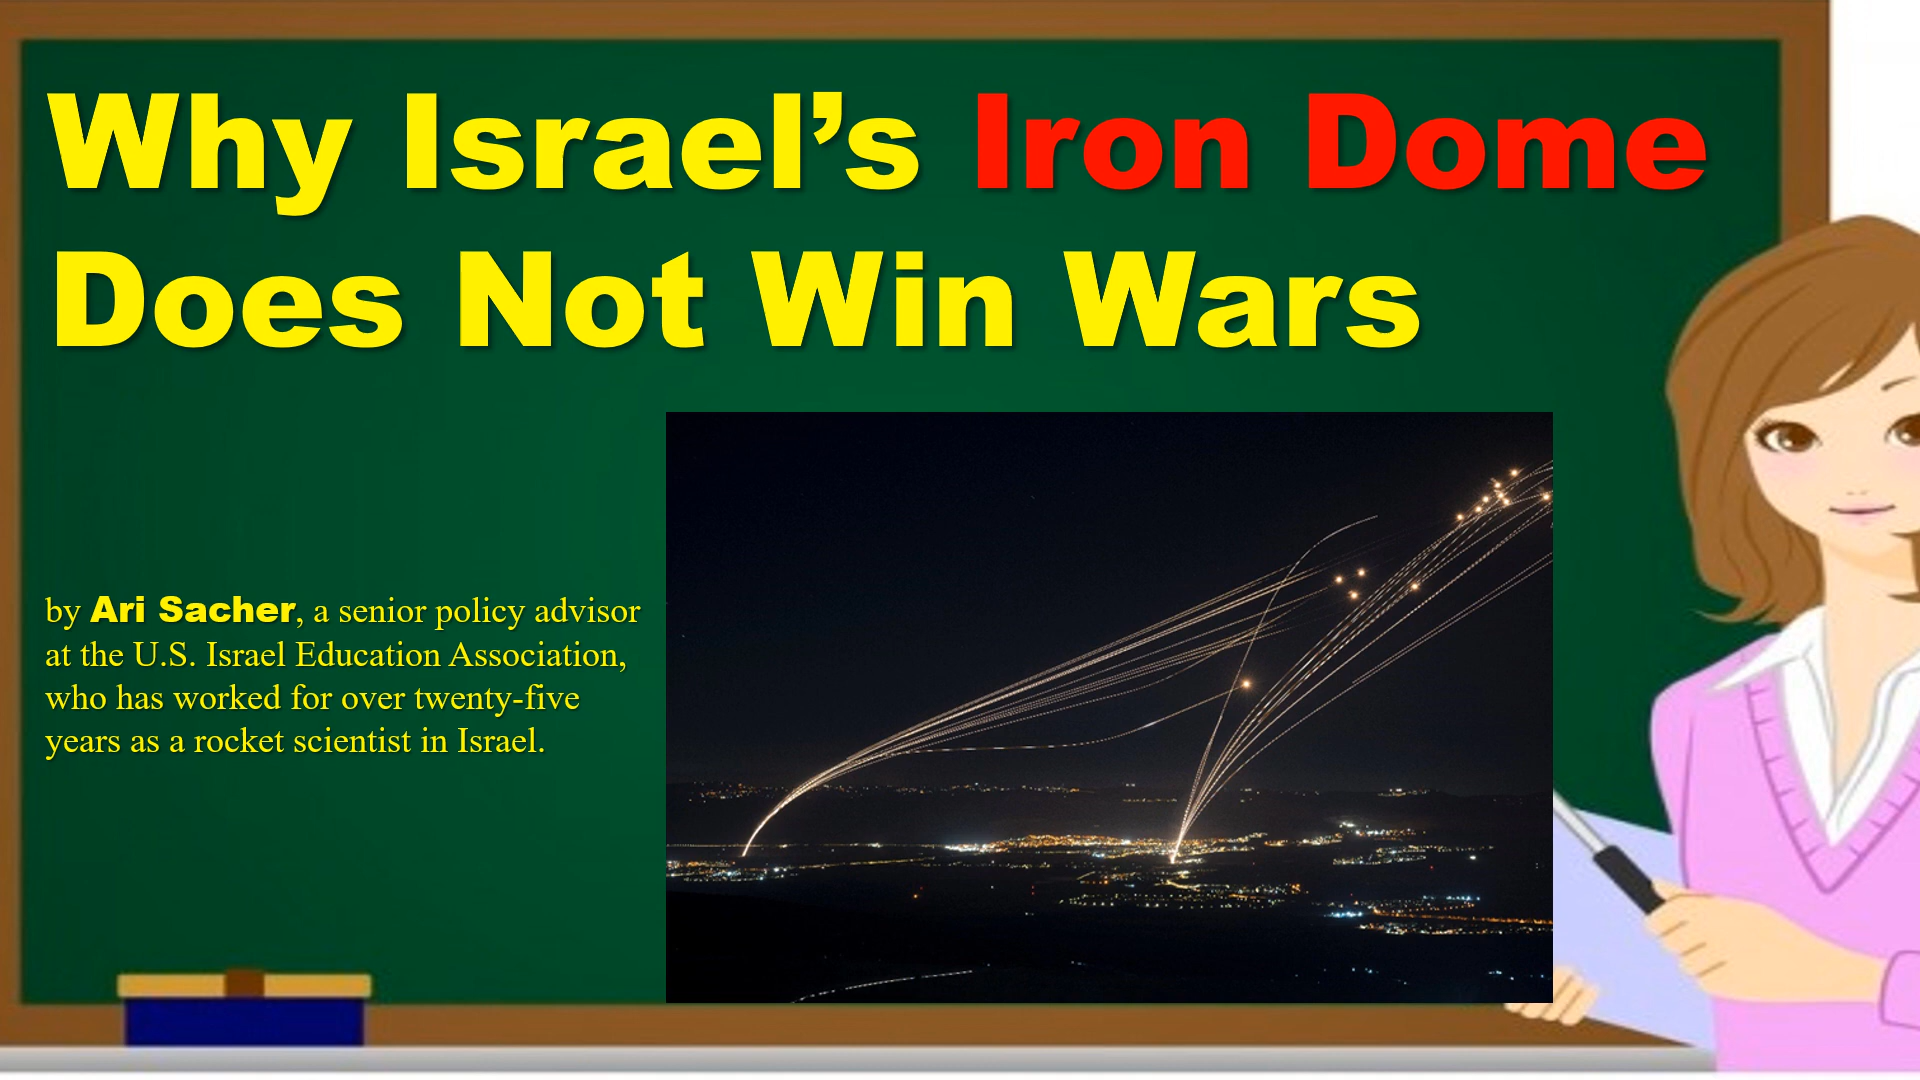 Why Israel’s Iron Dome
Does Not Win Wars
by Ari Sacher, a senior policy advisor
at the U.S. Israel Education Association,
who has worked for over twenty-five
years as a rocket scientist in Israel.